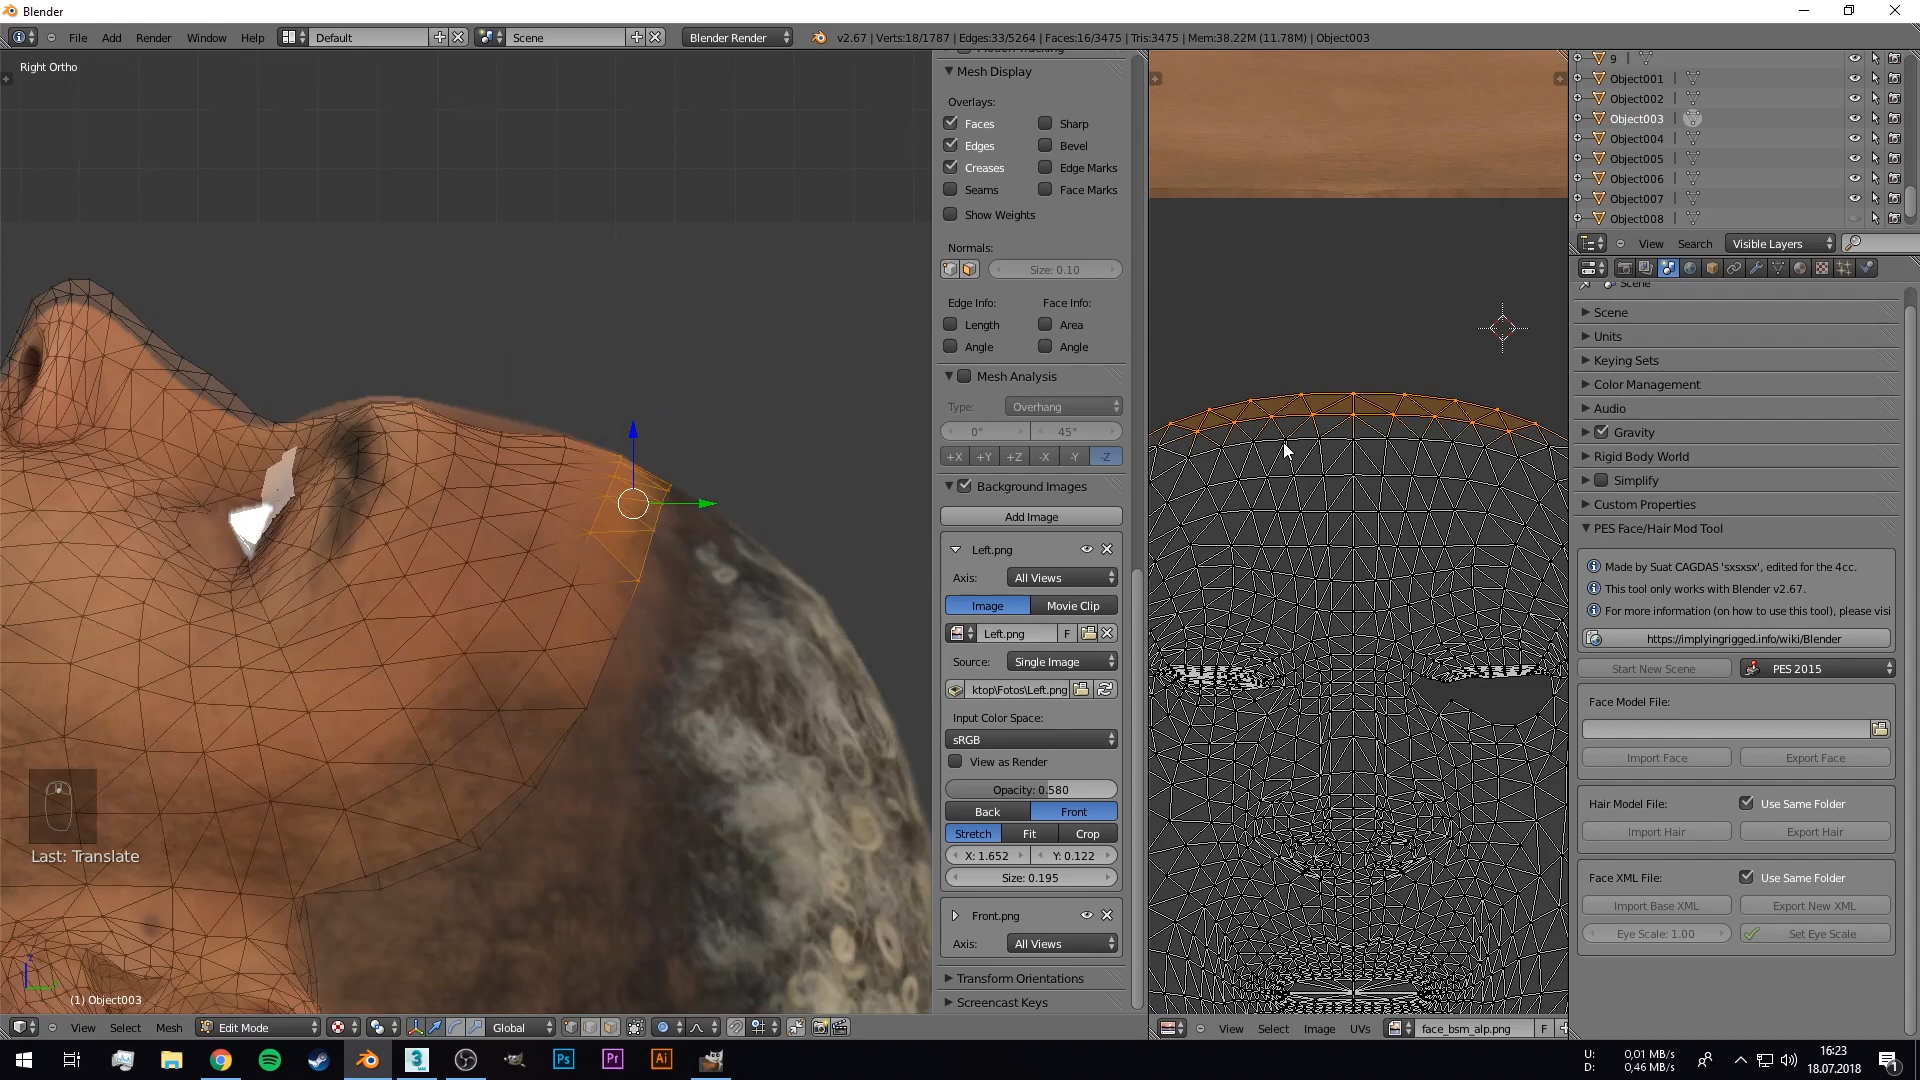 Blender
File Add Render Window Help Default Scene Blender Render v2.67 | Verts:18/1787 | Edges:33/5264 | Faces:16/3475 | Tris:3475 | Mem:38.22M (11.78M) | Object003
Right Ortho
Mesh Display
Overlays:
Faces Sharp
Edges Bevel
Creases Edge Marks
Seams Face Marks
Show Weights
Normals:
Size: 0.10
Edge Info: Face Info:
Length Area
Angle Angle
Mesh Analysis
Type: Overhang
0° 45°
+X +Y +Z -X -Y -Z
Background Images
Add Image
Left.png
Axis: All Views
Image Movie Clip
Left.png F
Source: Single Image
ktop\Fotos\Left.png
Input Color Space:
sRGB
View as Render
Opacity: 0.580
Back Front
Stretch Fit Crop
X: 1.652 Y: 0.122
Size: 0.195
Front.png
Axis: All Views
Transform Orientations
Screencast Keys
Last: Translate
(1) Object003
View Select Mesh Edit Mode Global
View Select Image UVs face_bsm_alp.png F
9
Object001
Object002
Object003
Object004
Object005
Object006
Object007
Object008
View Search Visible Layers
Scene
Scene
Units
Keying Sets
Color Management
Audio
Gravity
Rigid Body World
Simplify
Custom Properties
PES Face/Hair Mod Tool
Made by Suat CAGDAS 'sxsxsx', edited for the 4cc.
This tool only works with Blender v2.67.
For more information (on how to use this tool), please visi
https://implyingrigged.info/wiki/Blender
Start New Scene PES 2015
Face Model File:
Import Face Export Face
Hair Model File: Use Same Folder
Import Hair Export Hair
Face XML File: Use Same Folder
Import Base XML Export New XML
Eye Scale: 1.00 Set Eye Scale
Ps Pr Ai
U: 0,01 MB/s
D: 0,46 MB/s
16:23
18.07.2018
1